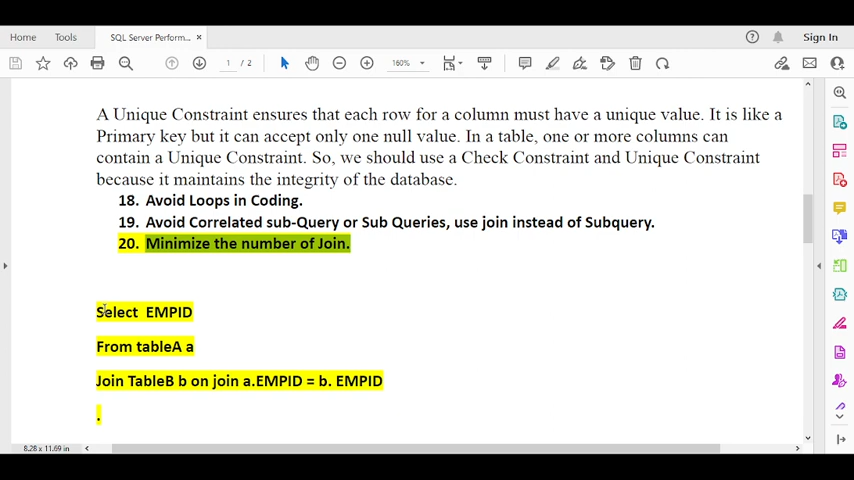 Home Tools SQL Server Perform... × Sign In
1 / 2 160%
A Unique Constraint ensures that each row for a column must have a unique value. It is like a
Primary key but it can accept only one null value. In a table, one or more columns can
contain a Unique Constraint. So, we should use a Check Constraint and Unique Constraint
because it maintains the integrity of the database.
18. Avoid Loops in Coding.
19. Avoid Correlated sub-Query or Sub Queries, use join instead of Subquery.
20. Minimize the number of Join.
Select EMPID
From tableA a
Join TableB b on join a.EMPID = b. EMPID
.
8.28 x 11.69 in